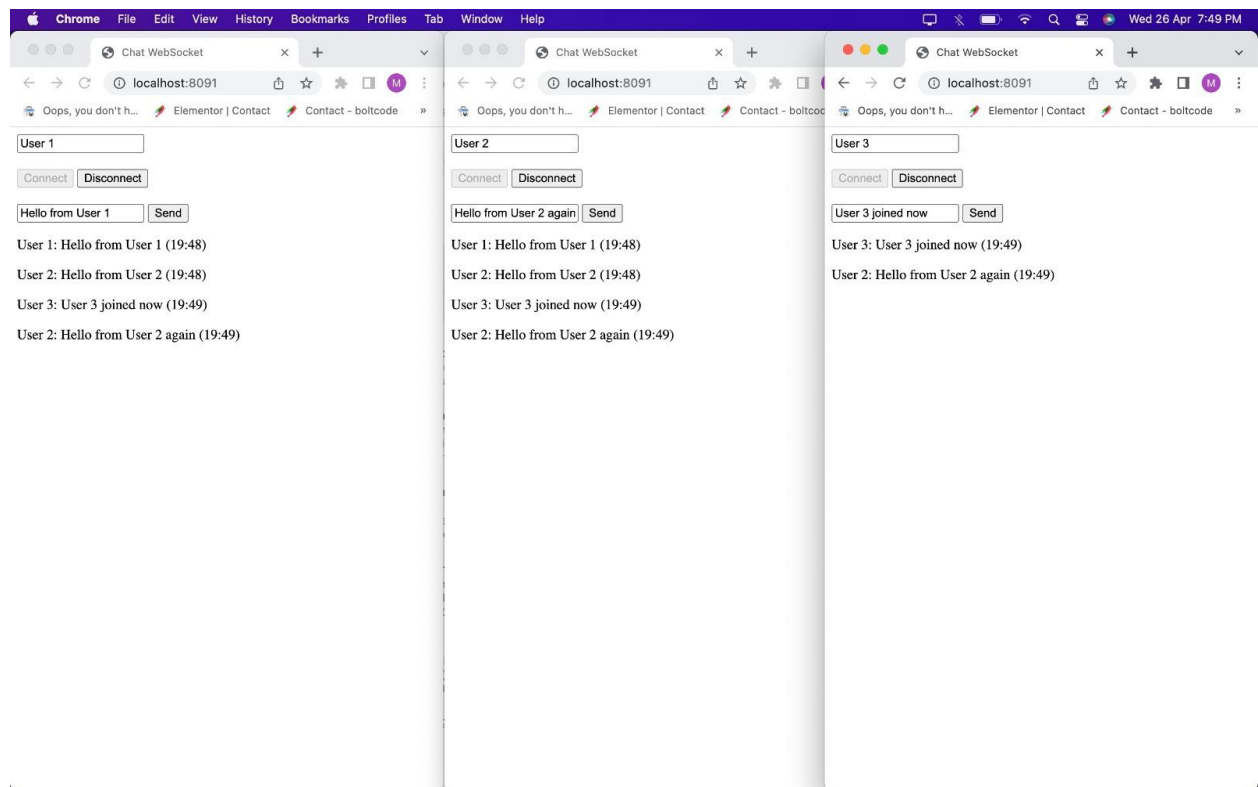 Chrome File Edit View History Bookmarks Profiles Tab Window Help Wed 26 Apr 7:49 PM
Chat WebSocket
localhost:8091 M
Oops, you don't h... Elementor | Contact Contact - boltcode »
User 1
Connect Disconnect
Hello from User 1 Send
User 1: Hello from User 1 (19:48)
User 2: Hello from User 2 (19:48)
User 3: User 3 joined now (19:49)
User 2: Hello from User 2 again (19:49)
Chat WebSocket
localhost:8091
Oops, you don't h... Elementor | Contact Contact - boltcod
User 2
Connect Disconnect
Hello from User 2 again Send
User 1: Hello from User 1 (19:48)
User 2: Hello from User 2 (19:48)
User 3: User 3 joined now (19:49)
User 2: Hello from User 2 again (19:49)
Chat WebSocket
localhost:8091 M
Oops, you don't h... Elementor | Contact Contact - boltcode »
User 3
Connect Disconnect
User 3 joined now Send
User 3: User 3 joined now (19:49)
User 2: Hello from User 2 again (19:49)